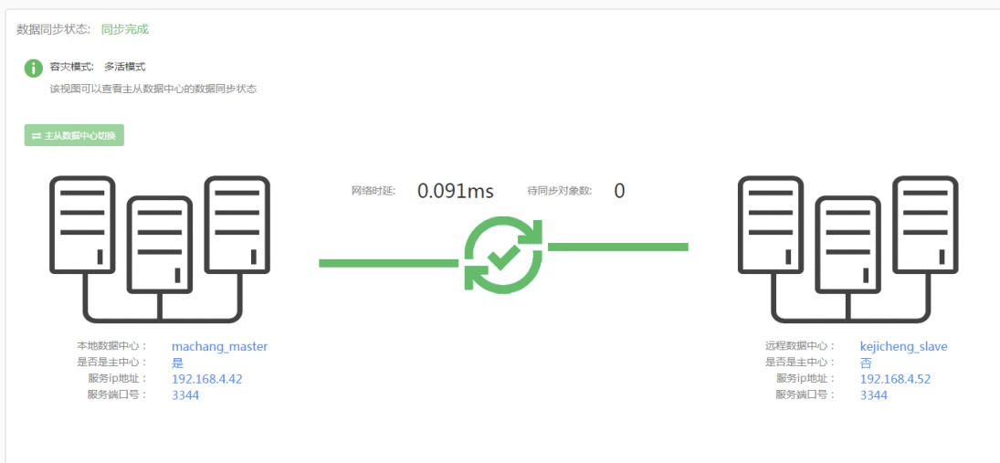 数据同步状态: 同步完成
容灾模式: 多活模式
该视图可以查看主从数据中心的数据同步状态
主从数据中心切换
网络时延: 0.091ms 待同步对象数: 0
本地数据中心： machang_master
是否是主中心： 是
服务ip地址： 192.168.4.42
服务端口号： 3344
远程数据中心： kejicheng_slave
是否是主中心： 否
服务ip地址： 192.168.4.52
服务端口号： 3344